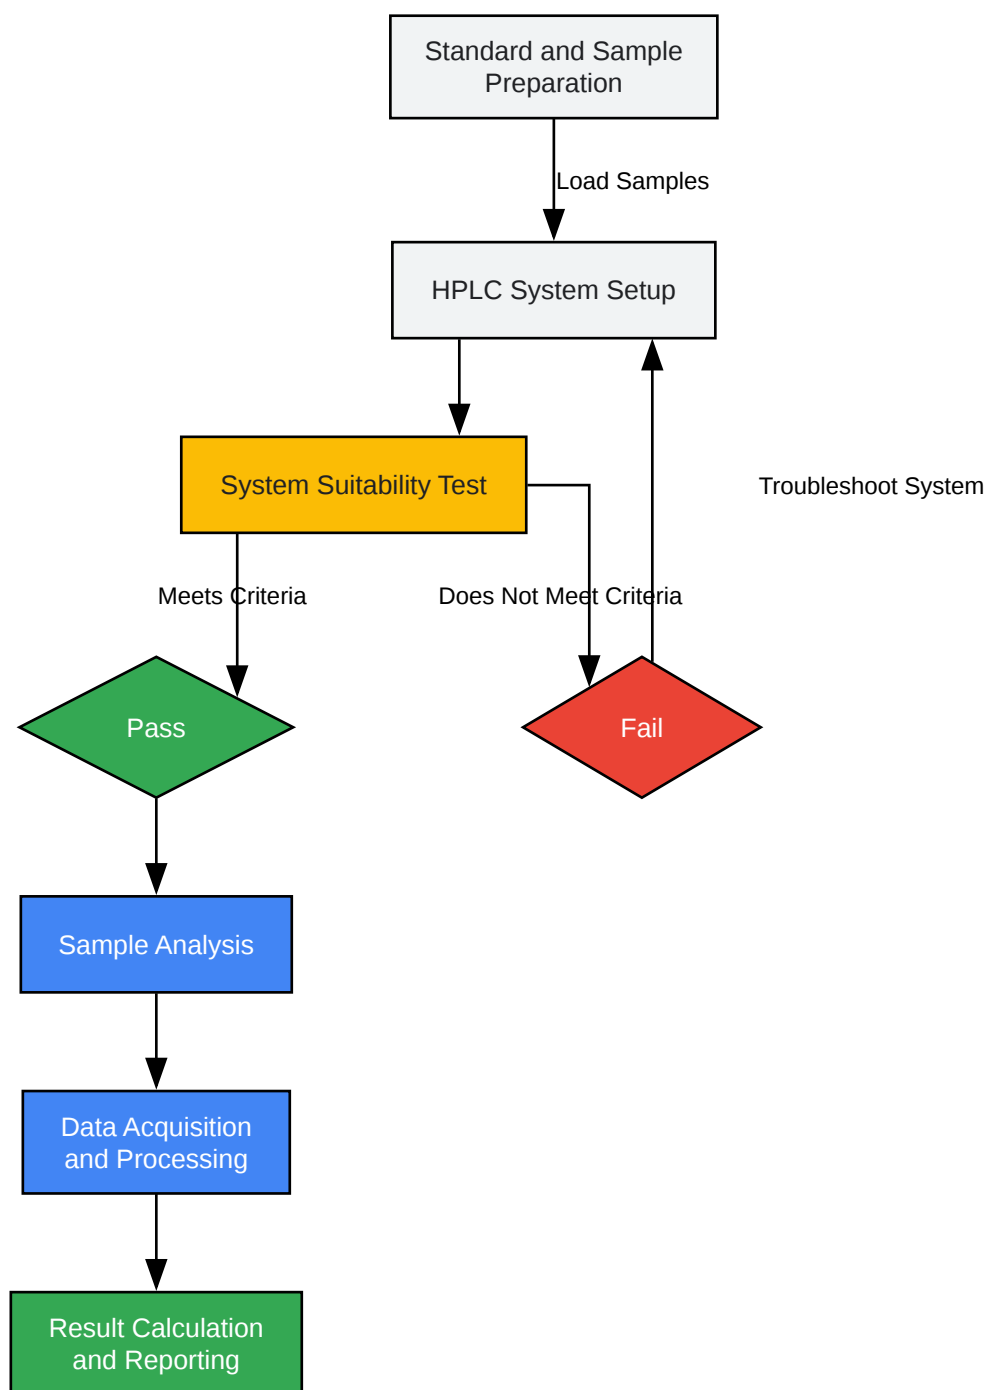 Standard and Sample
Preparation
Load Samples
HPLC System Setup
System Suitability Test
Troubleshoot System
Meets Criteria
Does Not Meet Criteria
Pass
Fail
Sample Analysis
Data Acquisition
and Processing
Result Calculation
and Reporting